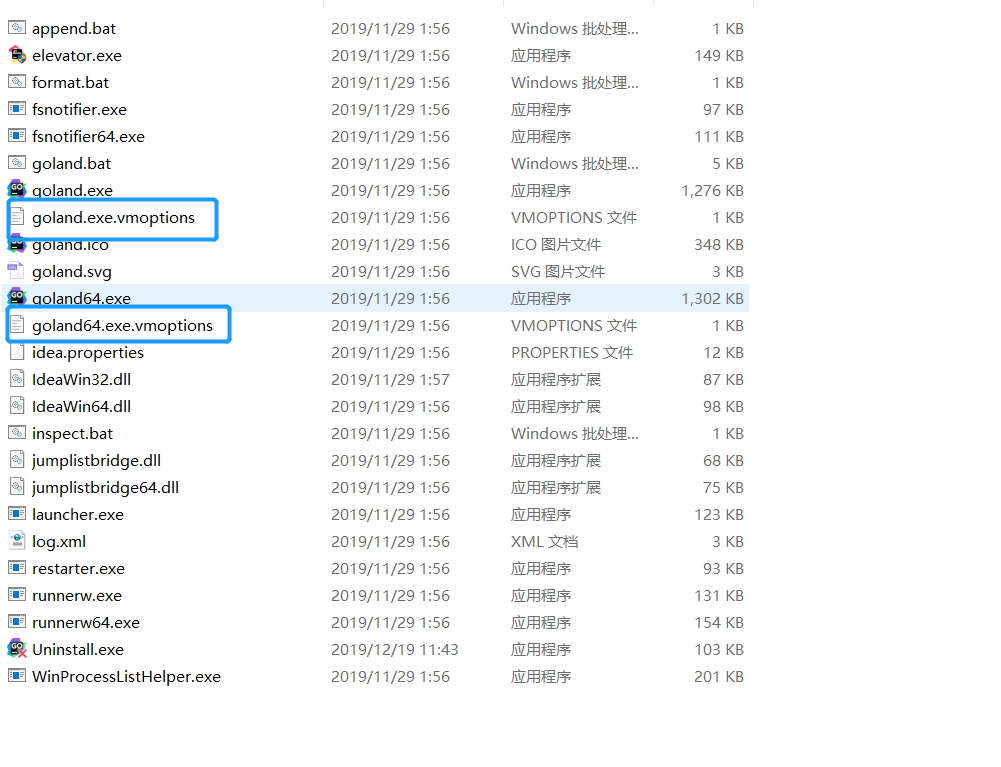 append.bat 2019/11/29 1:56 Windows 批处理... 1 KB
elevator.exe 2019/11/29 1:56 应用程序 149 KB
format.bat 2019/11/29 1:56 Windows 批处理... 1 KB
fsnotifier.exe 2019/11/29 1:56 应用程序 97 KB
fsnotifier64.exe 2019/11/29 1:56 应用程序 111 KB
goland.bat 2019/11/29 1:56 Windows 批处理... 5 KB
goland.exe 2019/11/29 1:56 应用程序 1,276 KB
goland.exe.vmoptions 2019/11/29 1:56 VMOPTIONS 文件 1 KB
goland.ico 2019/11/29 1:56 ICO 图片文件 348 KB
goland.svg 2019/11/29 1:56 SVG 图片文件 3 KB
goland64.exe 2019/11/29 1:56 应用程序 1,302 KB
goland64.exe.vmoptions 2019/11/29 1:56 VMOPTIONS 文件 1 KB
idea.properties 2019/11/29 1:56 PROPERTIES 文件 12 KB
IdeaWin32.dll 2019/11/29 1:57 应用程序扩展 87 KB
IdeaWin64.dll 2019/11/29 1:56 应用程序扩展 98 KB
inspect.bat 2019/11/29 1:56 Windows 批处理... 1 KB
jumplistbridge.dll 2019/11/29 1:56 应用程序扩展 68 KB
jumplistbridge64.dll 2019/11/29 1:56 应用程序扩展 75 KB
launcher.exe 2019/11/29 1:56 应用程序 123 KB
log.xml 2019/11/29 1:56 XML 文档 3 KB
restarter.exe 2019/11/29 1:56 应用程序 93 KB
runnerw.exe 2019/11/29 1:56 应用程序 131 KB
runnerw64.exe 2019/11/29 1:56 应用程序 154 KB
Uninstall.exe 2019/12/19 11:43 应用程序 103 KB
WinProcessListHelper.exe 2019/11/29 1:56 应用程序 201 KB